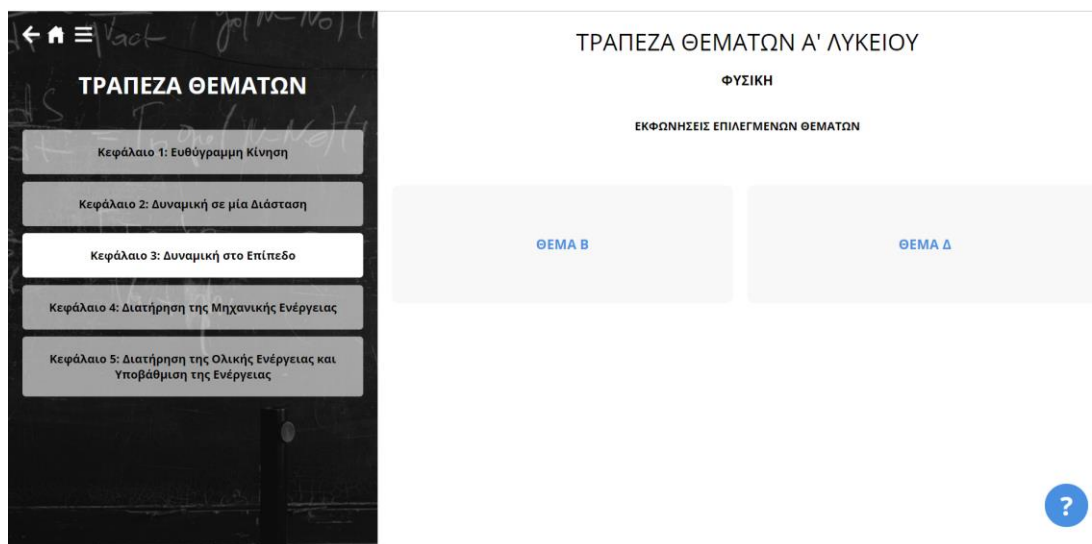 ΤΡΑΠΕΖΑ ΘΕΜΑΤΩΝ
Κεφάλαιο 1: Ευθύγραμμη Κίνηση
Κεφάλαιο 2: Δυναμική σε μία Διάσταση
Κεφάλαιο 3: Δυναμική στο Επίπεδο
Κεφάλαιο 4: Διατήρηση της Μηχανικής Ενέργειας
Κεφάλαιο 5: Διατήρηση της Ολικής Ενέργειας και
Υποβάθμιση της Ενέργειας
ΤΡΑΠΕΖΑ ΘΕΜΑΤΩΝ Α' ΛΥΚΕΙΟΥ
ΦΥΣΙΚΗ
ΕΚΦΩΝΗΣΕΙΣ ΕΠΙΛΕΓΜΕΝΩΝ ΘΕΜΑΤΩΝ
ΘΕΜΑ Β
ΘΕΜΑ Δ
?